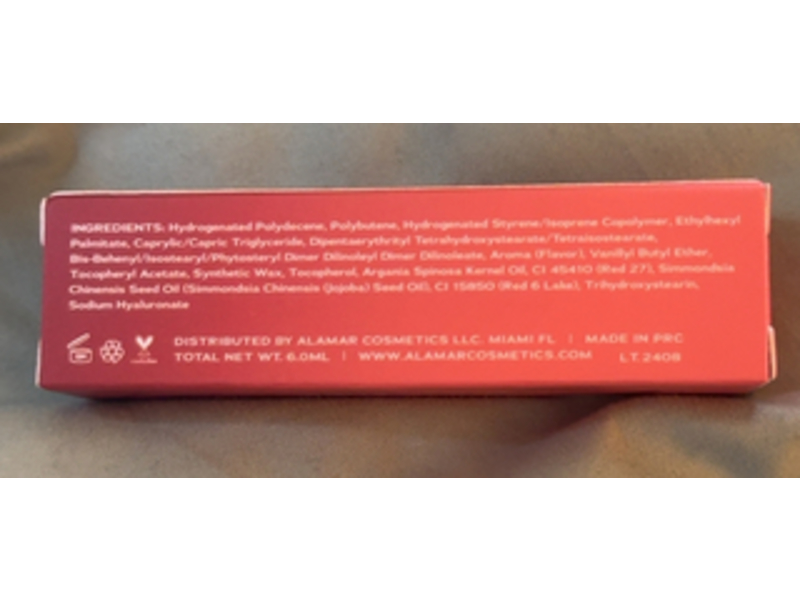 INGREDIENTS: Hydrogenated Polydecene, Polybutene, Hydrogenated Styrene/Isoprene Copolymer, Ethylhexyl
Palmitate, Caprylic/Capric Triglyceride, Dipentaerythrityl Tetrahydroxystearate/Tetraisostearate,
Bis-Behenyl/Isostearyl/Phytosteryl Dimer Dilinoleyl Dimer Dilinoleate, Aroma (Flavor), Vanillyl Butyl Ether,
Tocopheryl Acetate, Synthetic Wax, Tocopherol, Argania Spinosa Kernel Oil, CI 45410 (Red 27), Simmondsia
Chinensis Seed Oil (Simmondsia Chinensis (Jojoba) Seed Oil), CI 15850 (Red 6 Lake), Trihydroxystearin,
Sodium Hyaluronate
DISTRIBUTED BY ALAMAR COSMETICS LLC. MIAMI FL | MADE IN PRC
TOTAL NET WT. 6.0ML | WWW.ALAMARCOSMETICS.COM LT. 2408